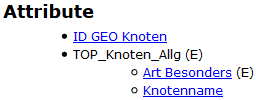 Attribute
ID GEO Knoten
TOP_Knoten_Allg (E)
Art Besonders (E)
Knotenname